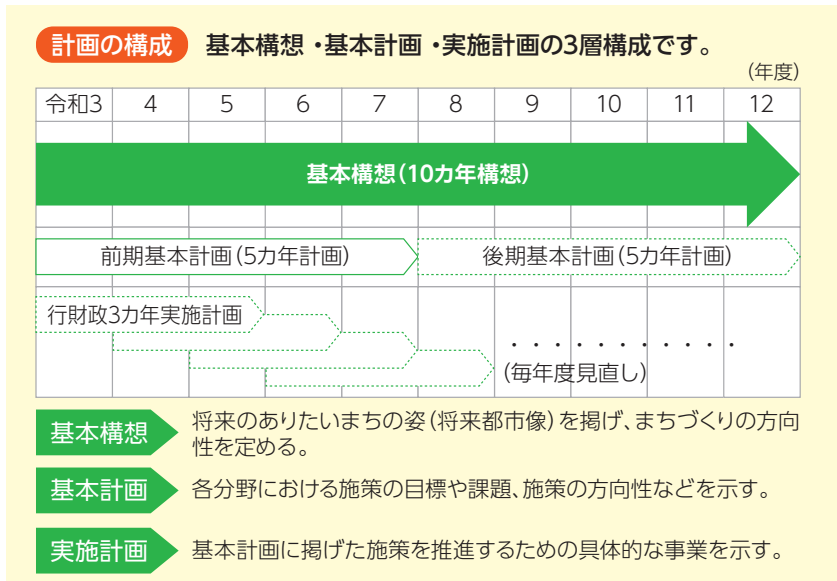 計画の構成 基本構想・基本計画・実施計画の3層構成です。
(年度)
令和3 4 5 6 7 8 9 10 11 12
基本構想(10カ年構想)
前期基本計画(5カ年計画) 後期基本計画(5カ年計画)
行財政3カ年実施計画
・・・・・・・・・・・
(毎年度見直し)
基本構想 将来のありたいまちの姿(将来都市像)を掲げ、まちづくりの方向
性を定める。
基本計画 各分野における施策の目標や課題、施策の方向性などを示す。
実施計画 基本計画に掲げた施策を推進するための具体的な事業を示す。